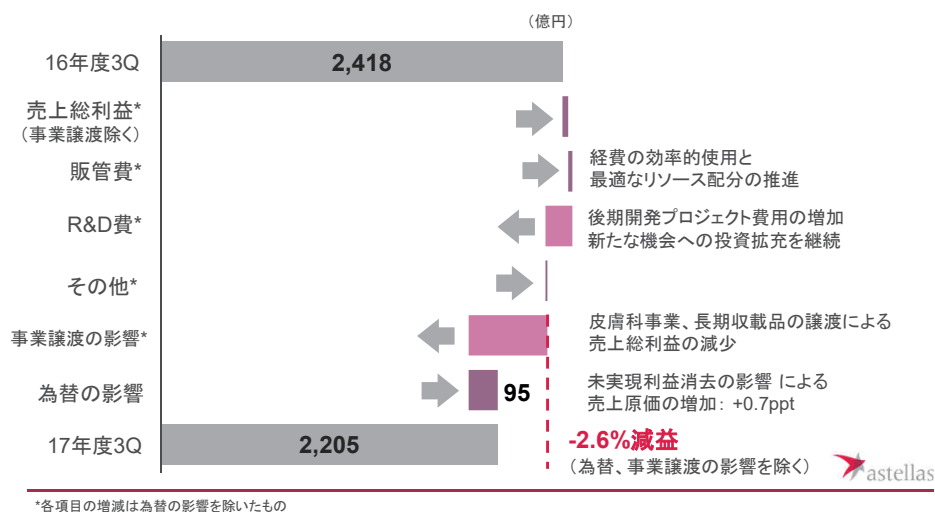 （億円）
16年度3Q
2,418
売上総利益*
（事業譲渡除く）
販管費*
経費の効率的使用と
最適なリソース配分の推進
R&D費*
後期開発プロジェクト費用の増加
新たな機会への投資拡充を継続
その他*
事業譲渡の影響*
皮膚科事業、長期収載品の譲渡による
売上総利益の減少
為替の影響
95
未実現利益消去の影響 による
売上原価の増加： +0.7ppt
17年度3Q
2,205
-2.6%減益
（為替、事業譲渡の影響を除く）
astellas
*各項目の増減は為替の影響を除いたもの